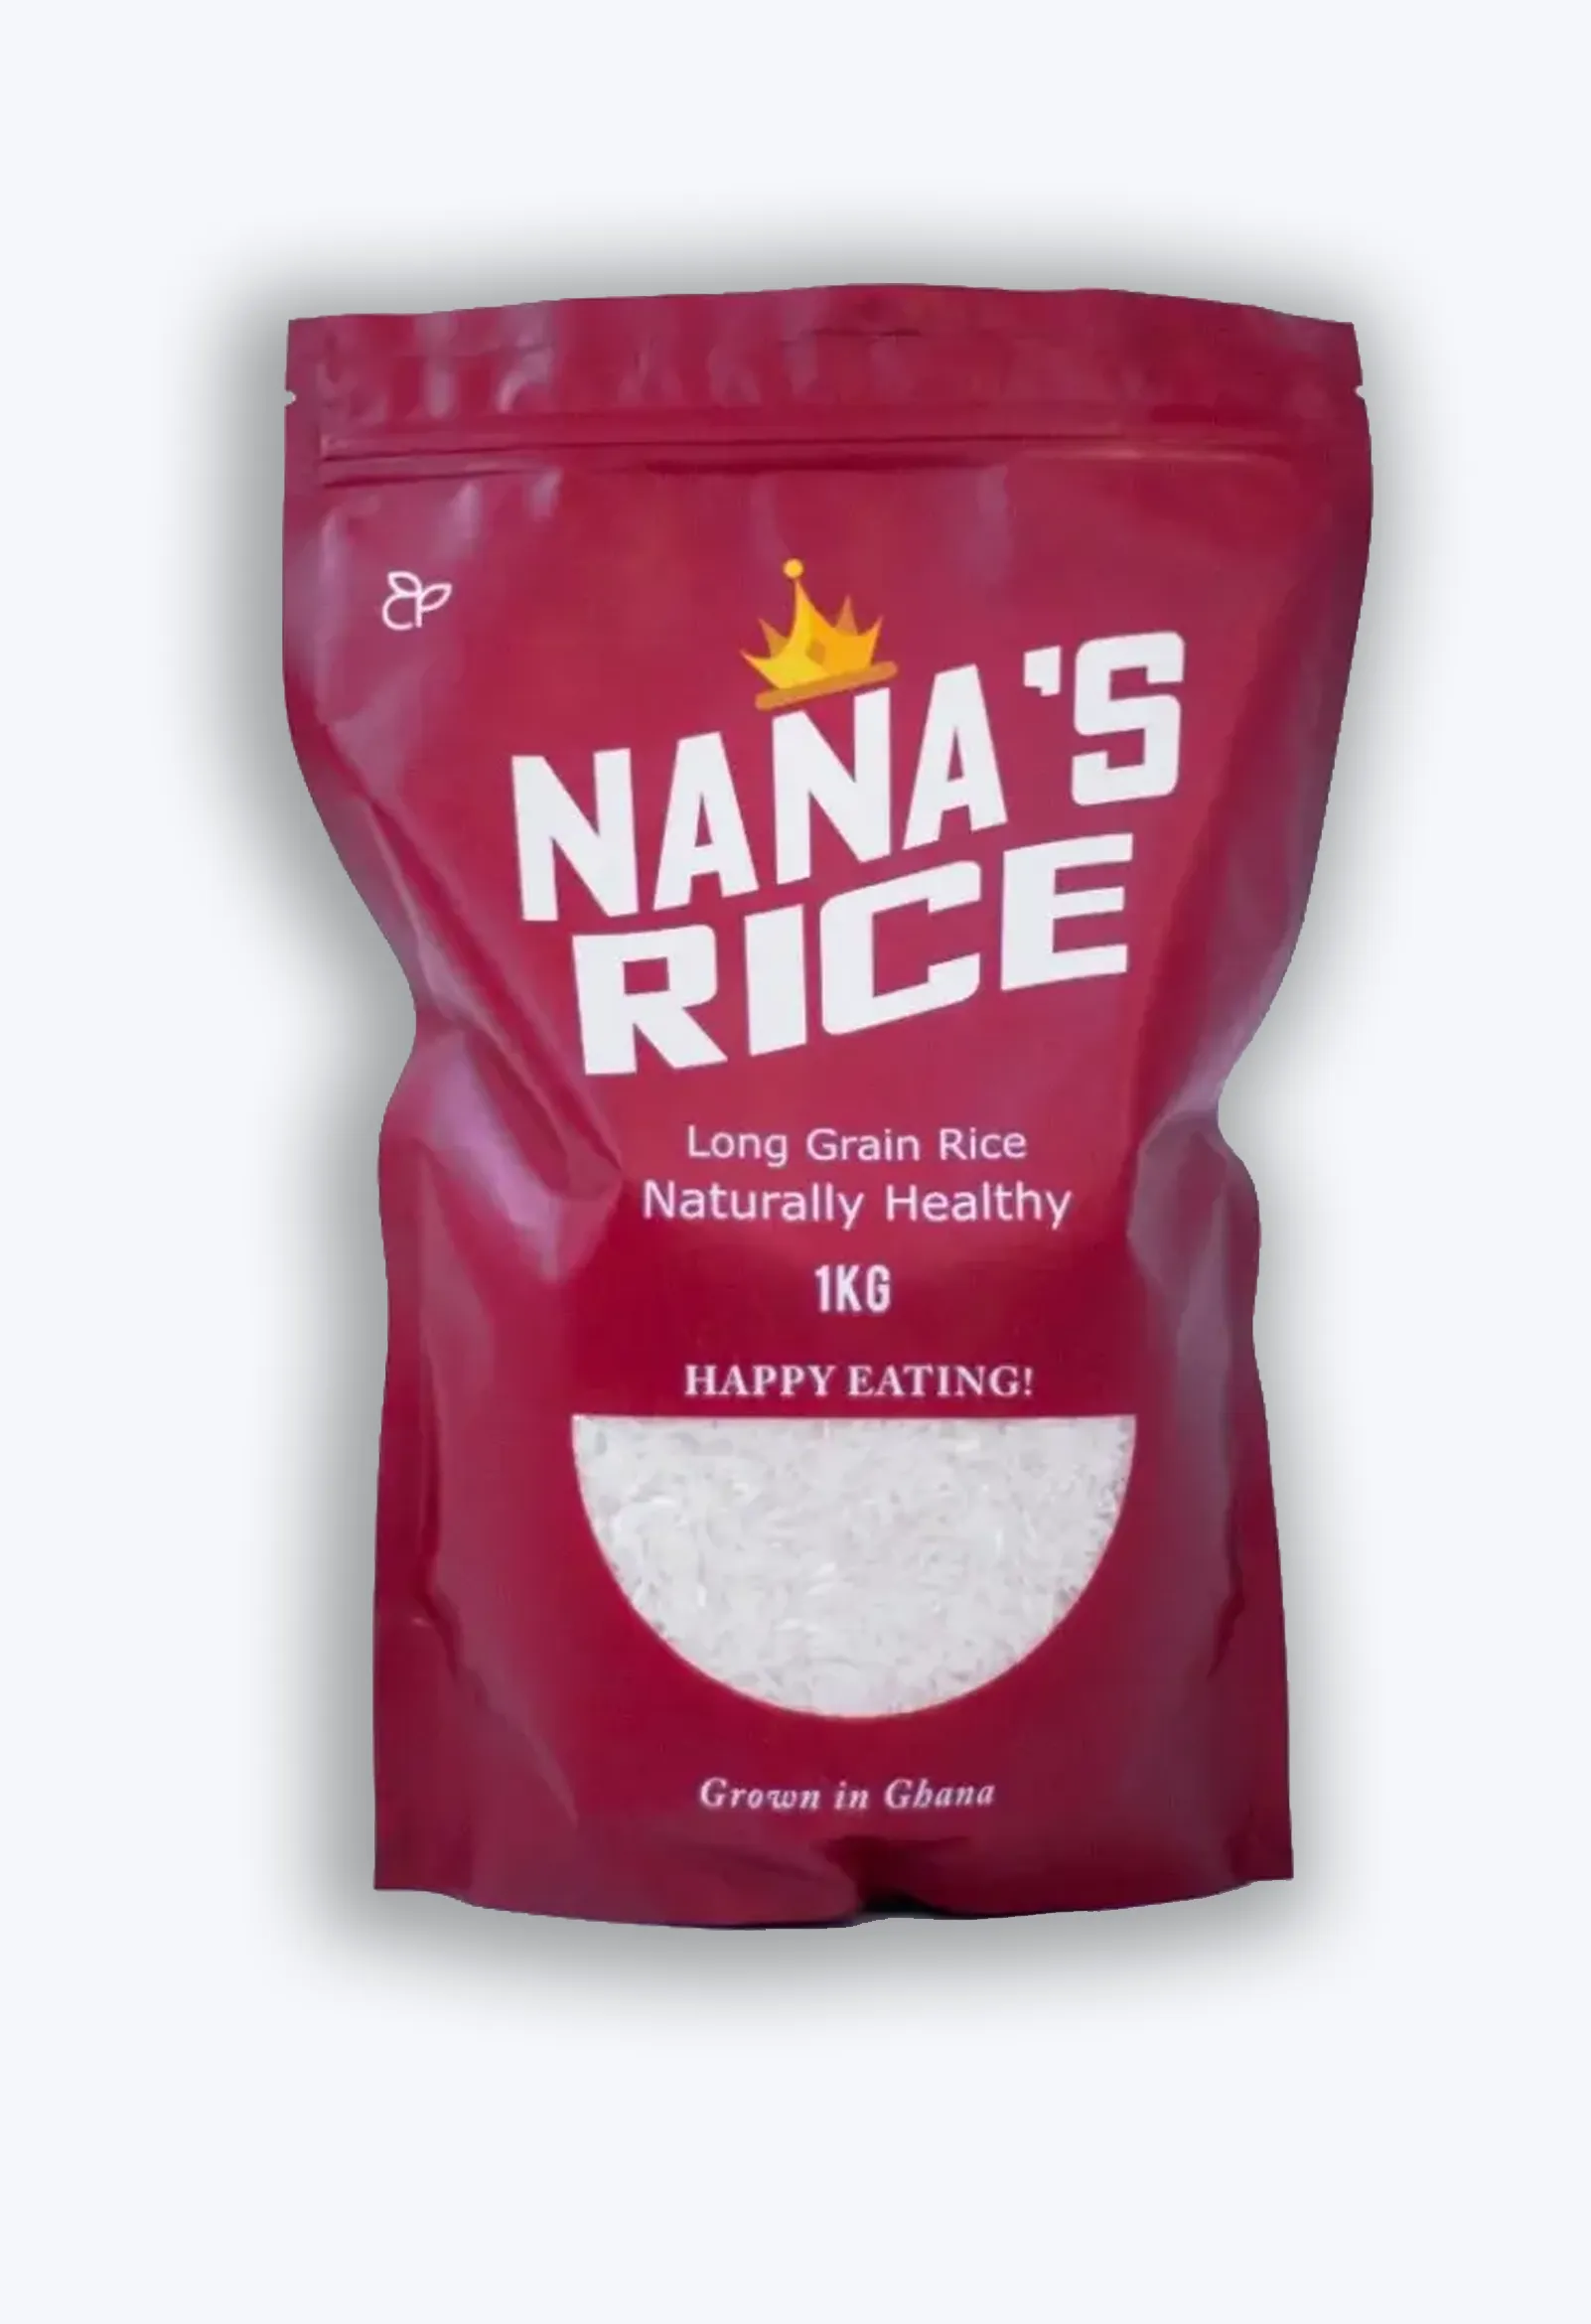 NANA'S
RICE
Long Grain Rice
Naturally Healthy
1KG
HAPPY EATING!
Grown in Ghana